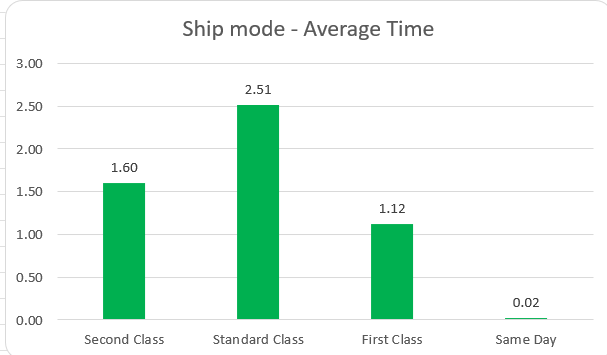 Ship mode - Average Time
3.00
2.50
2.00
1.50
1.00
0.50
0.00
1.60
2.51
1.12
0.02
Second Class
Standard Class
First Class
Same Day